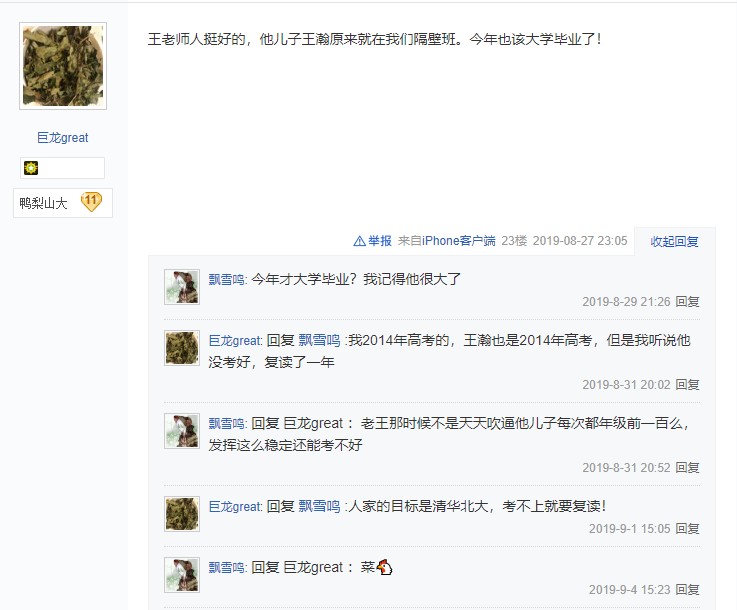 王老师人挺好的，他儿子王瀚原来就在我们隔壁班。今年也该大学毕业了！
巨龙great
鸭梨山大 11
举报 来自iPhone客户端 23楼 2019-08-27 23:05 收起回复
飘雪鸣: 今年才大学毕业？我记得他很大了
2019-8-29 21:26 回复
巨龙great: 回复 飘雪鸣 :我2014年高考的，王瀚也是2014年高考，但是我听说他
没考好，复读了一年
2019-8-31 20:02 回复
飘雪鸣: 回复 巨龙great ：老王那时候不是天天吹逼他儿子每次都年级前一百么，
发挥这么稳定还能考不好
2019-8-31 20:52 回复
巨龙great: 回复 飘雪鸣 :人家的目标是清华北大，考不上就要复读！
2019-9-1 15:05 回复
飘雪鸣: 回复 巨龙great ：菜
2019-9-4 15:23 回复